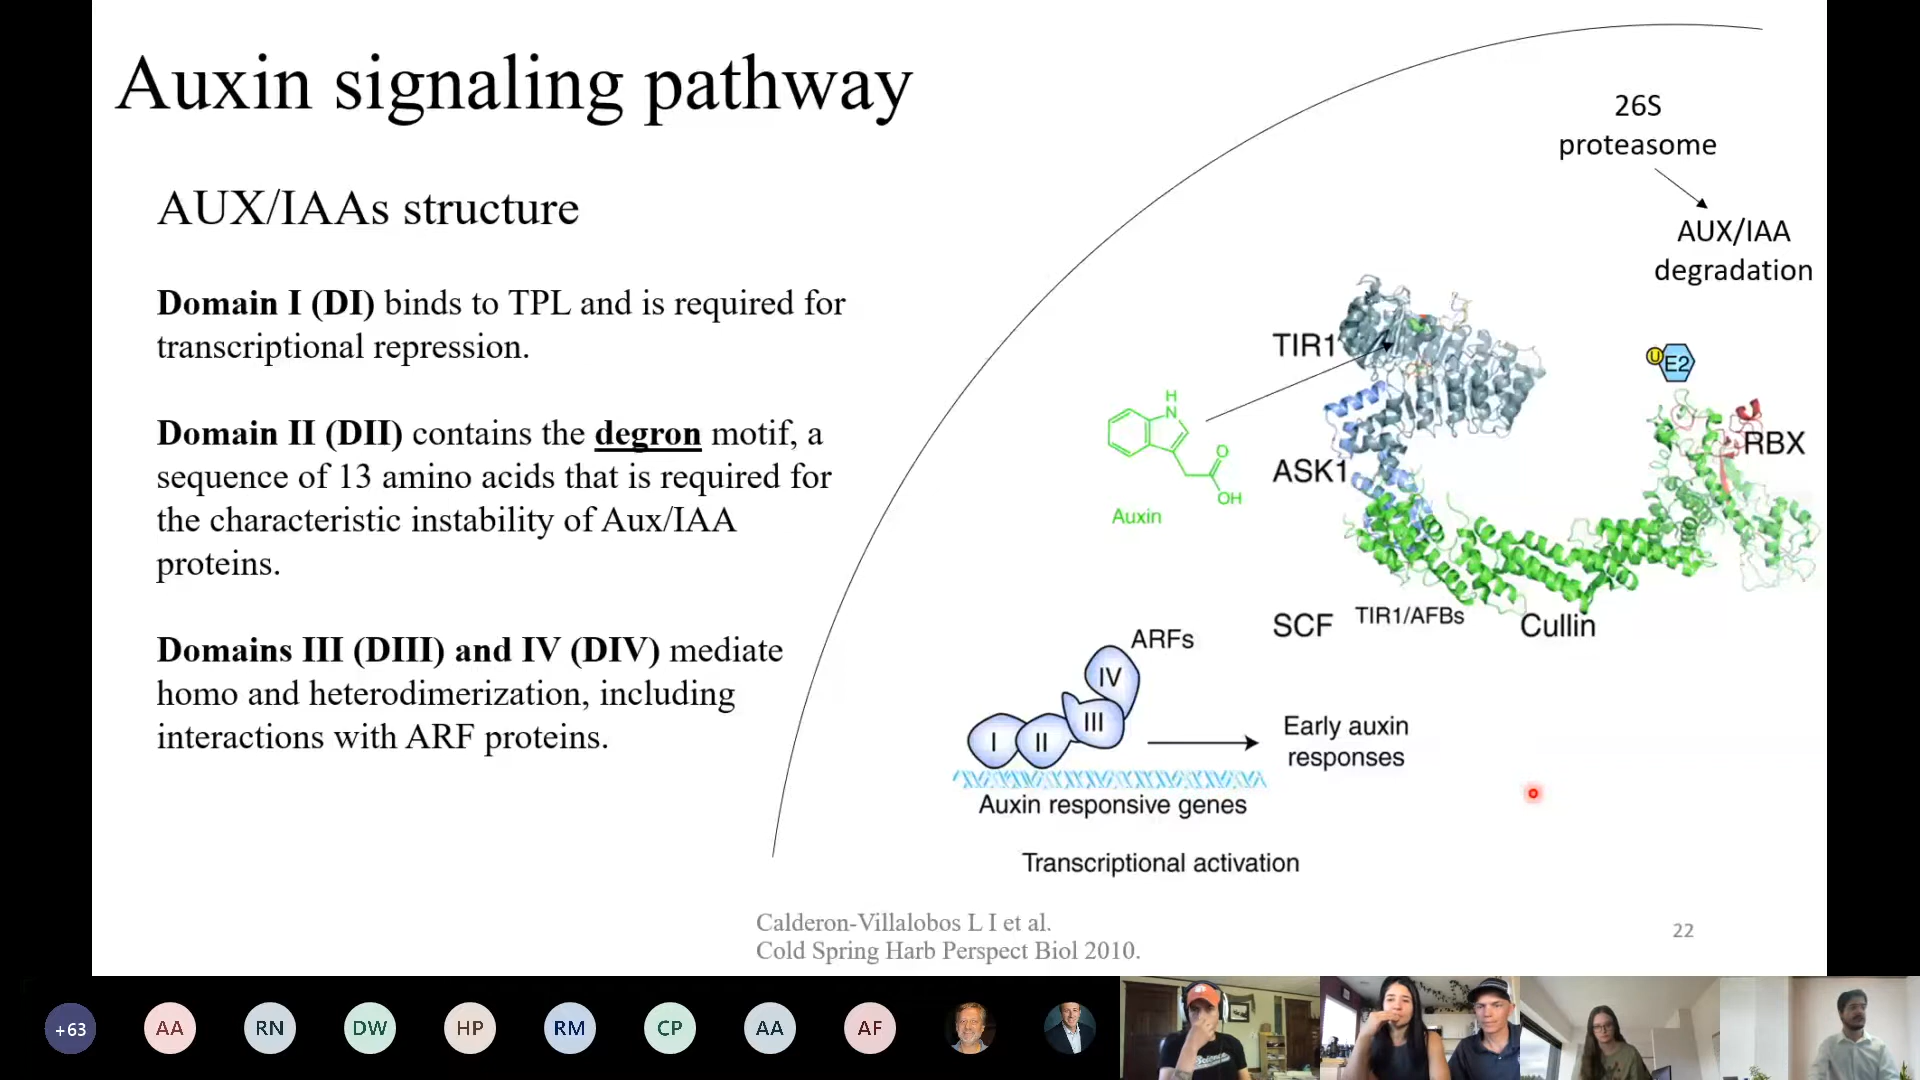 Auxin signaling pathway
AUX/IAAs structure
Domain I (DI) binds to TPL and is required for
transcriptional repression.
Domain II (DII) contains the degron motif, a
sequence of 13 amino acids that is required for
the characteristic instability of Aux/IAA
proteins.
Domains III (DIII) and IV (DIV) mediate
homo and heterodimerization, including
interactions with ARF proteins.
26S
proteasome
AUX/IAA
degradation
TIR1
U E2
H
N
O
OH
Auxin
RBX
ASK1
SCF TIR1/AFBs
Cullin
ARFs
IV
III
I II
Early auxin
responses
Auxin responsive genes
Transcriptional activation
Calderon-Villalobos L I et al.
Cold Spring Harb Perspect Biol 2010.
22
+63 AA RN DW HP RM CP AA AF